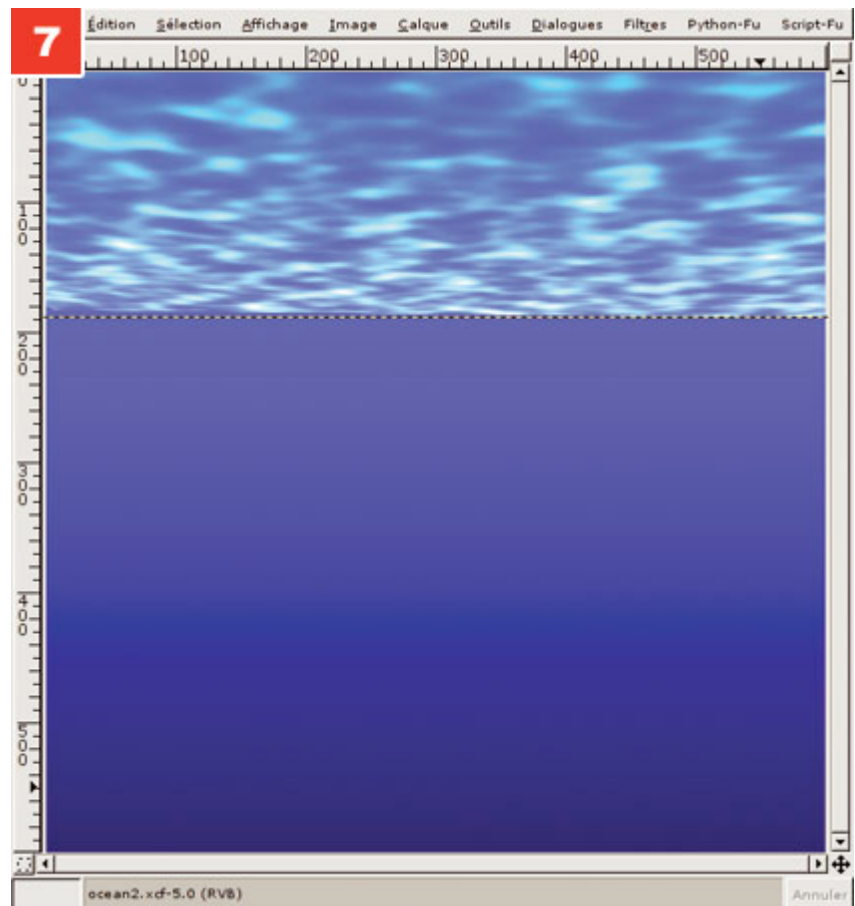 7
Édition Sélection Affichage Image Calque Outils Dialogues Filtres Python-Fu Script-Fu
100 200 300 400 500
0
100
200
300
400
500
ocean2.xcf-5.0 (RVB) Annuler